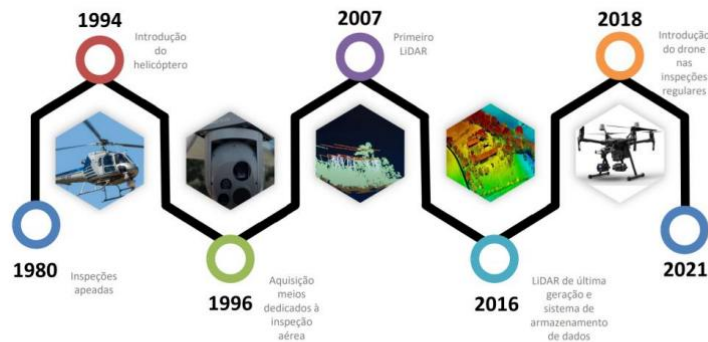 1994
Introdução
do
helicóptero
2007
Primeiro
LiDAR
2018
Introdução
do drone
nas
inspeções
regulares
1980
Inspeções
apeadas
1996
Aquisição
meios
dedicados à
inspeção
aérea
2016
LiDAR de última
geração e
sistema de
armazenamento
de dados
2021